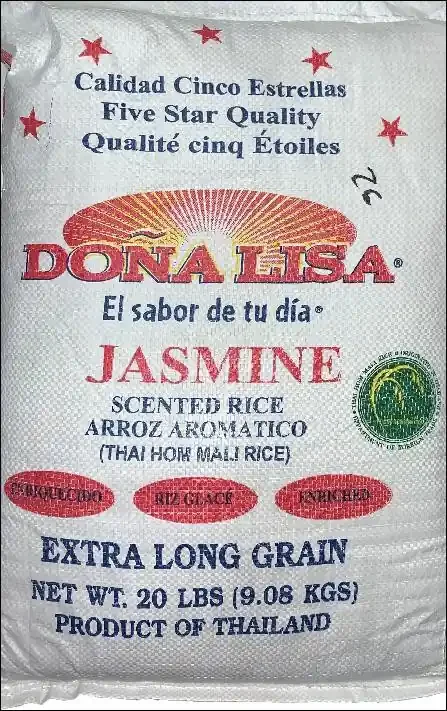 Calidad Cinco Estrellas
Five Star Quality
Qualité cinq Étoiles
DOÑA LISA®
El sabor de tu día®
JASMINE
SCENTED RICE
ARROZ AROMATICO
(THAI HOM MALI RICE)
ENRIQUECIDO
RIZ GLACÉ
ENRICHED
EXTRA LONG GRAIN
NET WT. 20 LBS (9.08 KGS)
PRODUCT OF THAILAND